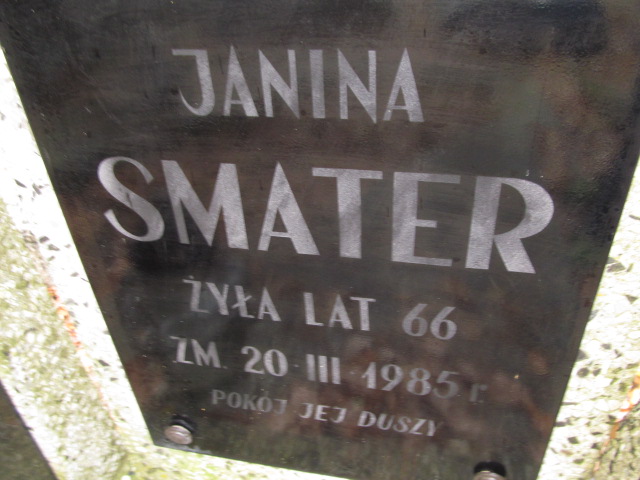 JANINA
SMATER
ŻYŁA LAT 66
ZM. 20-III-1985 r.
POKÓJ JEJ DUSZY